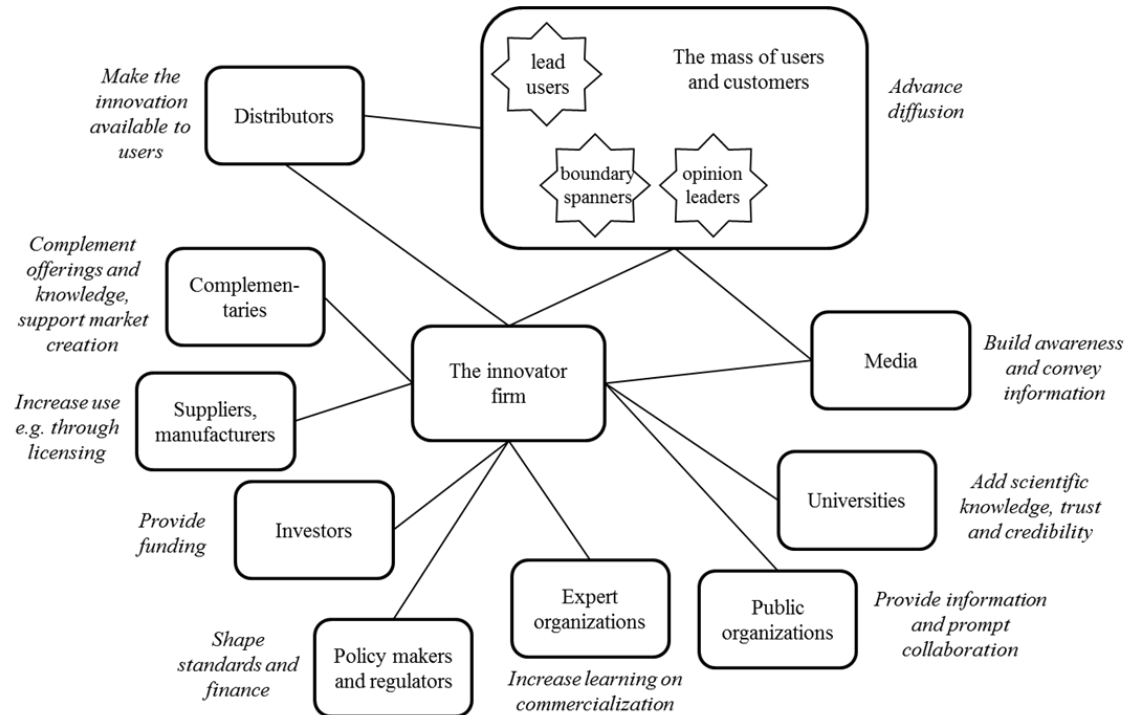 lead
users
The mass of users
and customers
boundary
spanners
opinion
leaders
Advance
diffusion
Make the
innovation
available to
users
Distributors
Complement
offerings and
knowledge,
support market
creation
Complemen-
taries
The innovator
firm
Media
Build awareness
and convey
information
Increase use
e.g. through
licensing
Suppliers,
manufacturers
Universities
Add scientific
knowledge, trust
and credibility
Provide
funding
Investors
Expert
organizations
Increase learning on
commercialization
Public
organizations
Provide information
and prompt
collaboration
Shape
standards and
finance
Policy makers
and regulators